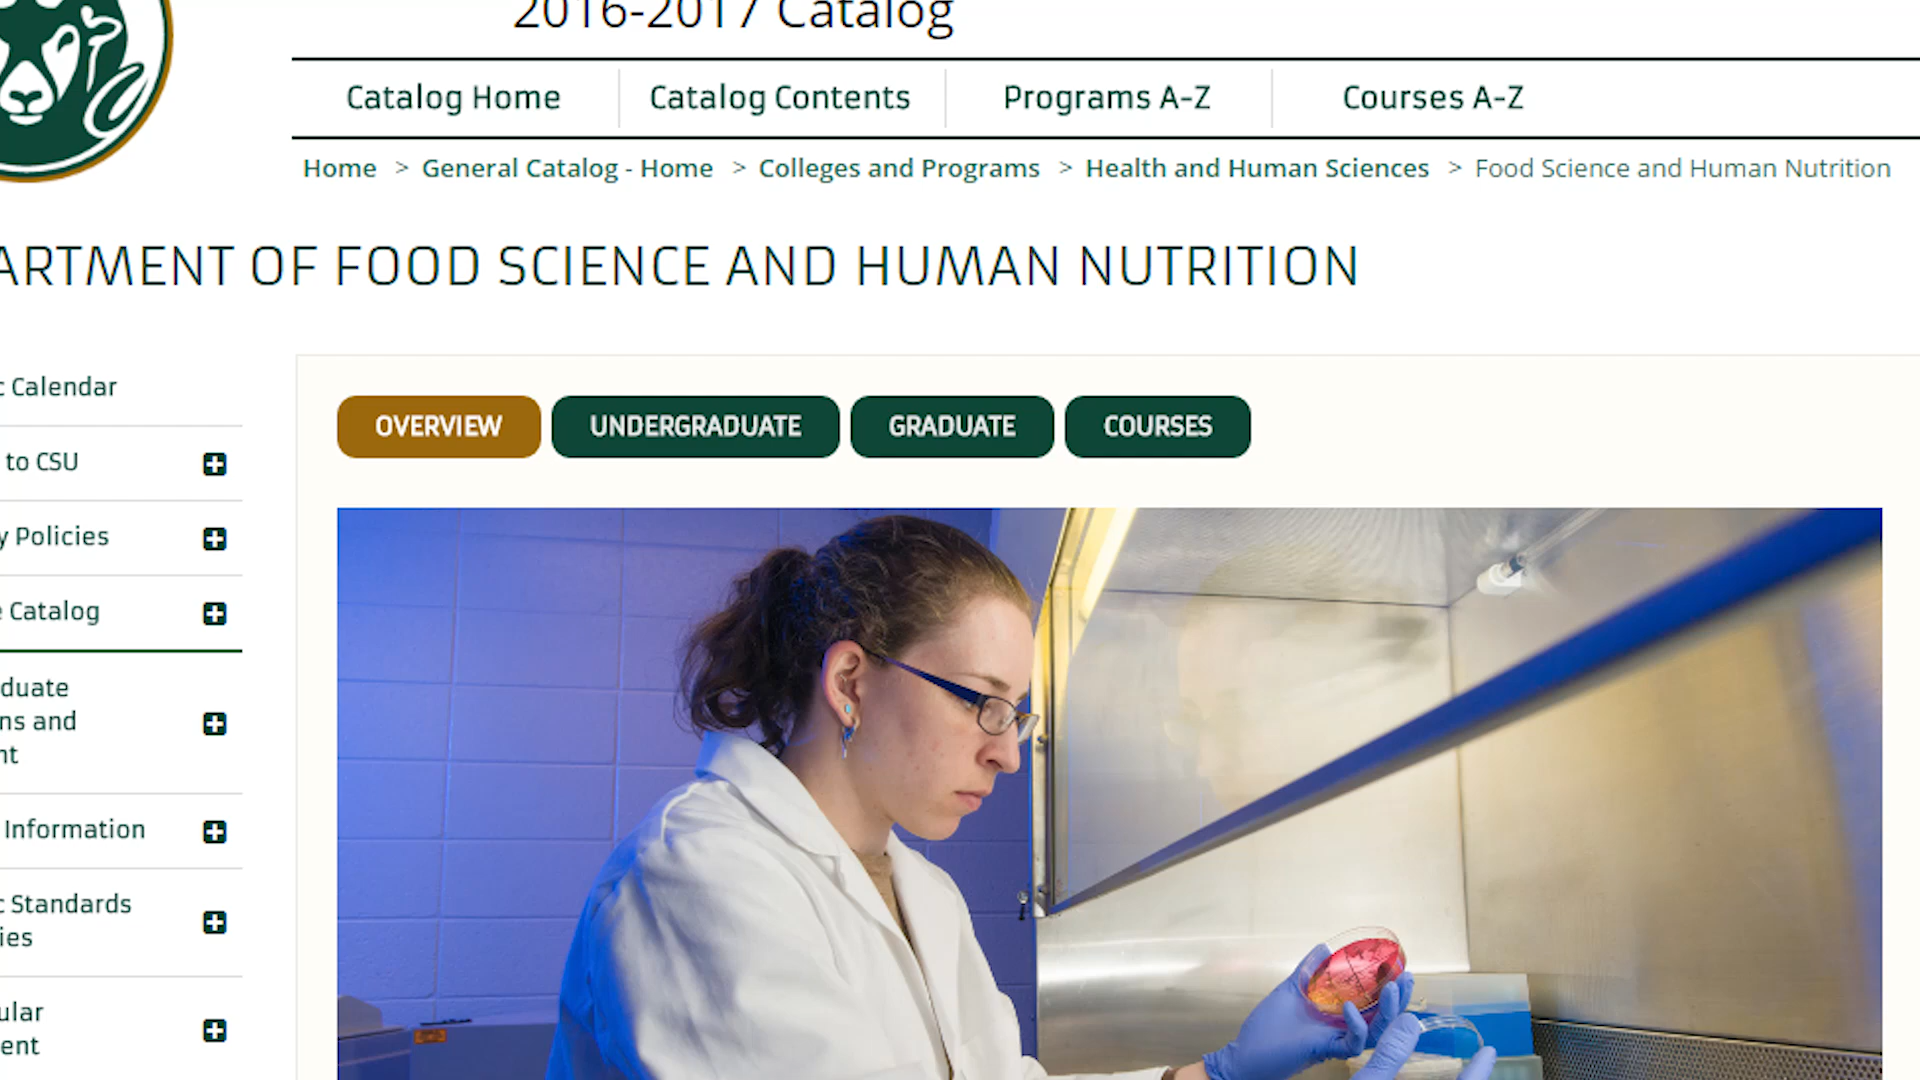 2016-2017 Catalog
Catalog Home
Catalog Contents
Programs A-Z
Courses A-Z
Home > General Catalog - Home > Colleges and Programs > Health and Human Sciences > Food Science and Human Nutrition
ARTMENT OF FOOD SCIENCE AND HUMAN NUTRITION
c Calendar
to CSU
y Policies
e Catalog
duate
ns and
nt
Information
c Standards
ies
ular
ent
OVERVIEW
UNDERGRADUATE
GRADUATE
COURSES